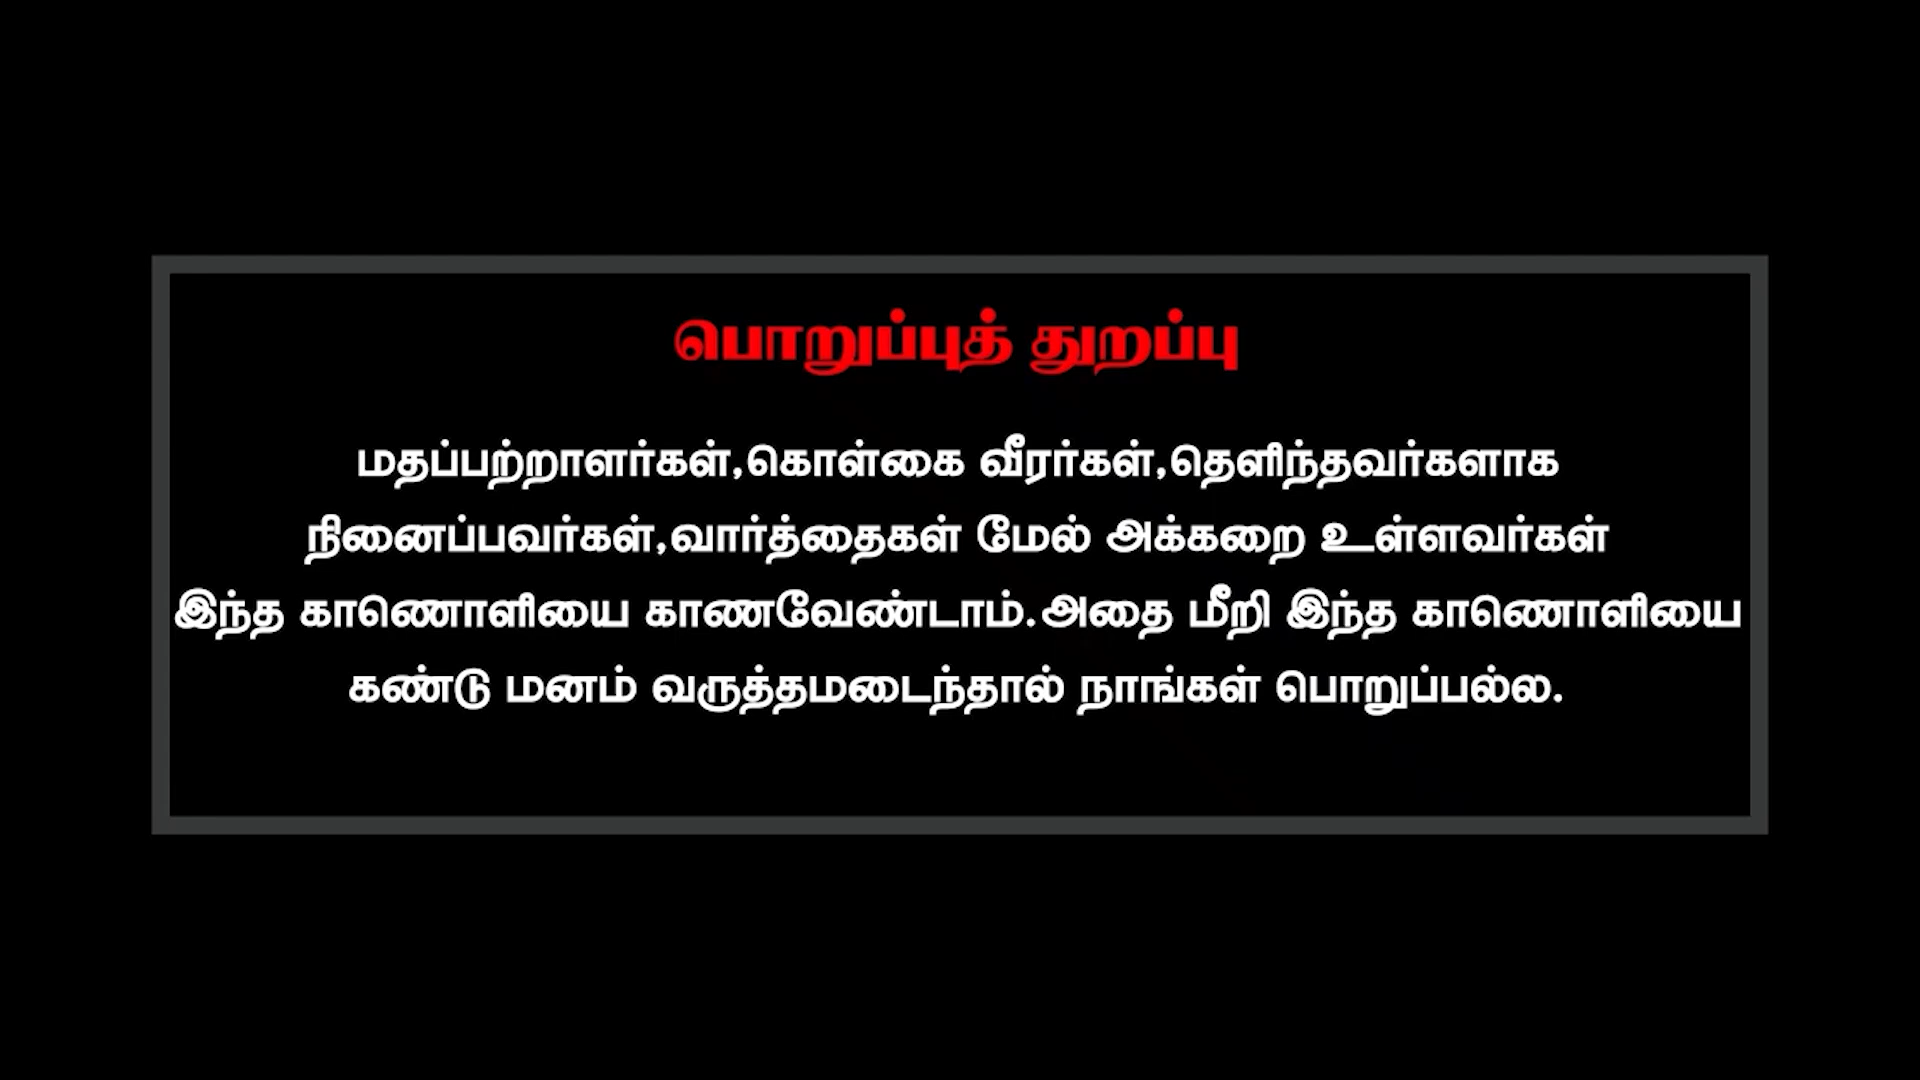 பொறுப்புத் துறப்பு
மதப்பற்றாளர்கள்,கொள்கை வீரர்கள்,தெளிந்தவர்களாக
நினைப்பவர்கள்,வார்த்தைகள் மேல் அக்கறை உள்ளவர்கள்
இந்த காணொளியை காணவேண்டாம்.அதை மீறி இந்த காணொளியை
கண்டு மனம் வருத்தமடைந்தால் நாங்கள் பொறுப்பல்ல.